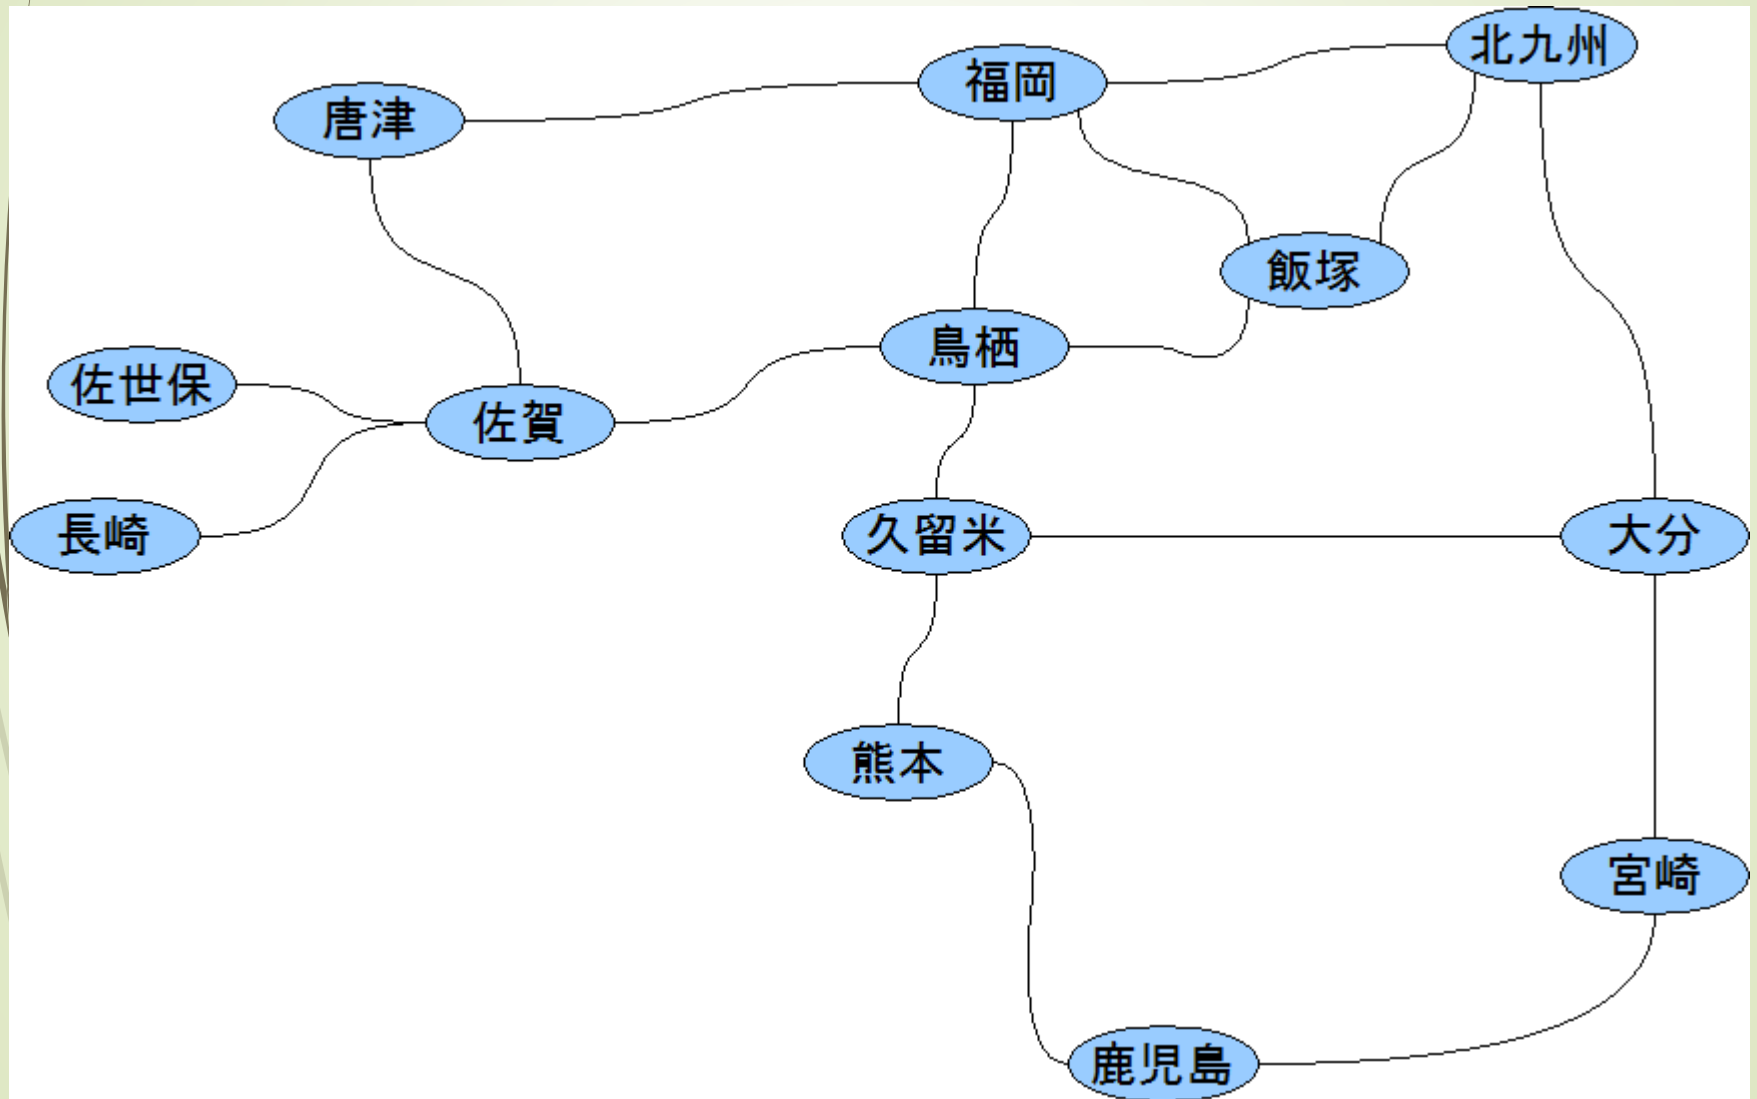 北九州
福岡
唐津
飯塚
鳥栖
佐世保
佐賀
長崎
久留米
大分
熊本
宮崎
鹿児島